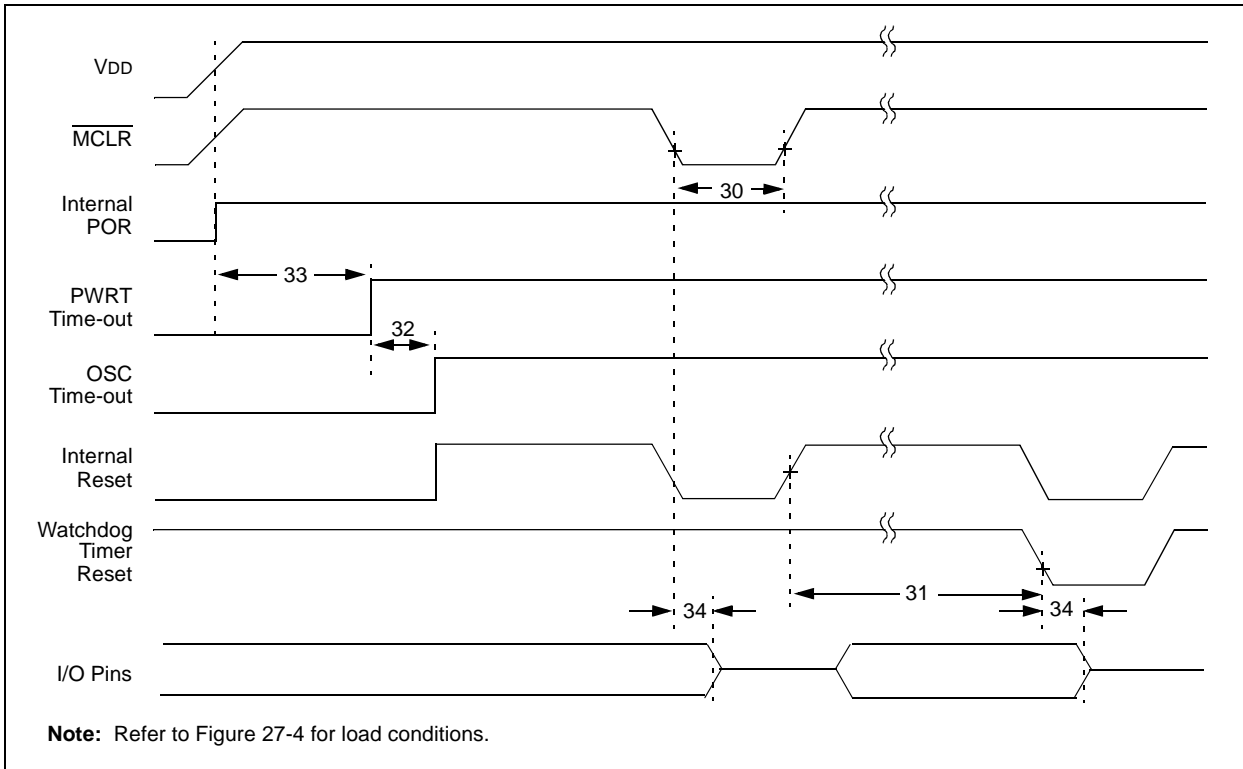 VDD
MCLR
30
Internal
POR
33
PWRT
Time-out
32
OSC
Time-out
Internal
Reset
Watchdog
Timer
Reset
31
34
34
I/O Pins
Note: Refer to Figure 27-4 for load conditions.